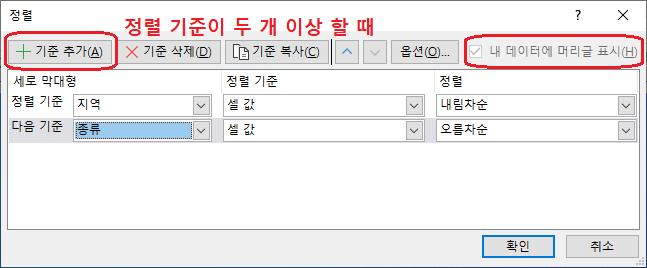 정렬
정렬 기준이 두 개 이상 할 때
기준 추가(A) 기준 삭제(D) 기준 복사(C) 옵션(O)... 내 데이터에 머리글 표시(H)
세로 막대형 정렬 기준 정렬
정렬 기준 지역 셀 값 내림차순
다음 기준 종류 셀 값 오름차순
확인 취소